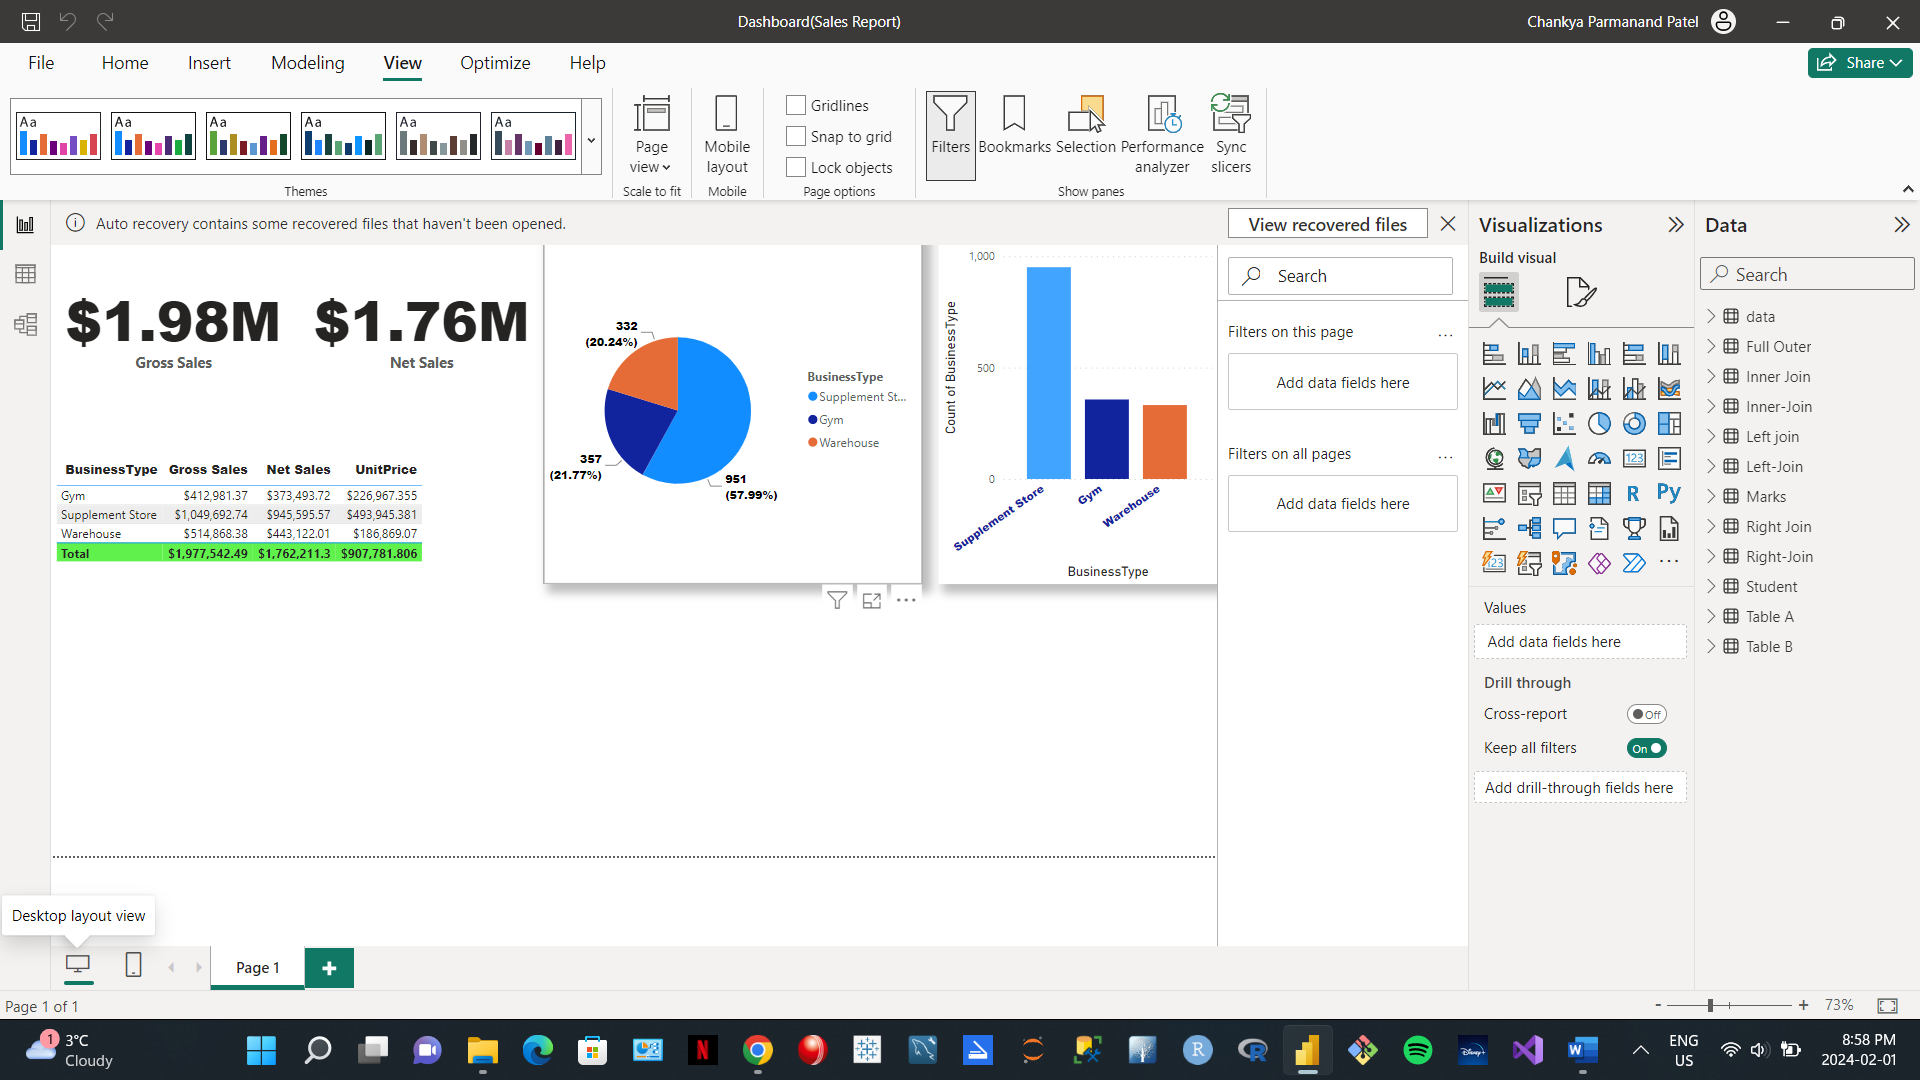 Dashboard(Sales Report)
Chankya Parmanand Patel
File Home Insert Modeling View Optimize Help
Share
Aa Aa Aa Aa Aa Aa
Themes
Page view
Scale to fit
Mobile layout
Mobile
Gridlines
Snap to grid
Lock objects
Page options
Filters
Bookmarks
Selection
Performance analyzer
Sync slicers
Show panes
Auto recovery contains some recovered files that haven't been opened.
View recovered files
$1.98M
Gross Sales
$1.76M
Net Sales
BusinessType Gross Sales Net Sales UnitPrice
Gym $412,981.37 $373,493.72 $226,967.355
Supplement Store $1,049,692.74 $945,595.57 $493,945.381
Warehouse $514,868.38 $443,122.01 $186,869.07
Total $1,977,542.49 $1,762,211.3 $907,781.806
332
(20.24%)
357
(21.77%)
951
(57.99%)
BusinessType
Supplement St...
Gym
Warehouse
Count of BusinessType
1,000
500
0
Supplement Store
Gym
Warehouse
BusinessType
Search
Filters on this page
...
Add data fields here
Filters on all pages
...
Add data fields here
Visualizations
Build visual
123
R
Py
123
...
Values
Add data fields here
Drill through
Cross-report
Off
Keep all filters
On
Add drill-through fields here
Data
Search
data
Full Outer
Inner Join
Inner-Join
Left join
Left-Join
Marks
Right Join
Right-Join
Student
Table A
Table B
Desktop layout view
Page 1
Page 1 of 1
- + 73%
1
3°C
Cloudy
N
R
Disney+
W
ENG
US
8:58 PM
2024-02-01